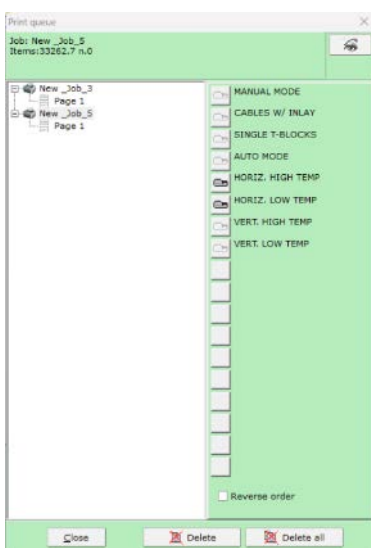 Print queue
Job: New _Job_5
Items:33262.7 n.0
New _Job_3
Page 1
New _Job_5
Page 1
MANUAL MODE
CABLES W/ INLAY
SINGLE T-BLOCKS
AUTO MODE
HORIZ. HIGH TEMP
HORIZ. LOW TEMP
VERT. HIGH TEMP
VERT. LOW TEMP
Reverse order
Close
Delete
Delete all